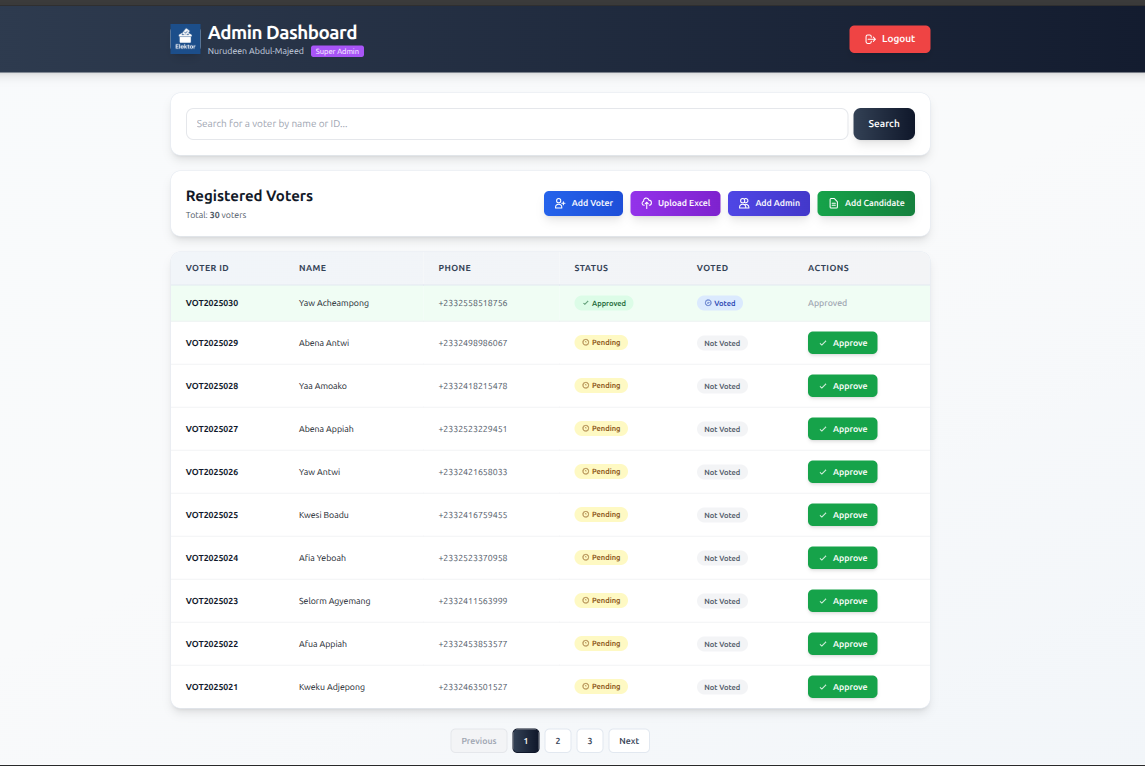 Elektor
Admin Dashboard
Nurudeen Abdul-Majeed Super Admin
Logout
Search for a voter by name or ID...
Search
Registered Voters
Total: 30 voters
Add Voter
Upload Excel
Add Admin
Add Candidate
VOTER ID NAME PHONE STATUS VOTED ACTIONS
VOT2025030 Yaw Acheampong +2332558518756 Approved Voted Approved
VOT2025029 Abena Antwi +2332498986067 Pending Not Voted Approve
VOT2025028 Yaa Amoako +2332418215478 Pending Not Voted Approve
VOT2025027 Abena Appiah +2332523229451 Pending Not Voted Approve
VOT2025026 Yaw Antwi +2332421658033 Pending Not Voted Approve
VOT2025025 Kwesi Boadu +2332416759455 Pending Not Voted Approve
VOT2025024 Afia Yeboah +2332523370958 Pending Not Voted Approve
VOT2025023 Selorm Agyemang +2332411563999 Pending Not Voted Approve
VOT2025022 Afua Appiah +2332453853577 Pending Not Voted Approve
VOT2025021 Kweku Adjepong +2332463501527 Pending Not Voted Approve
Previous 1 2 3 Next